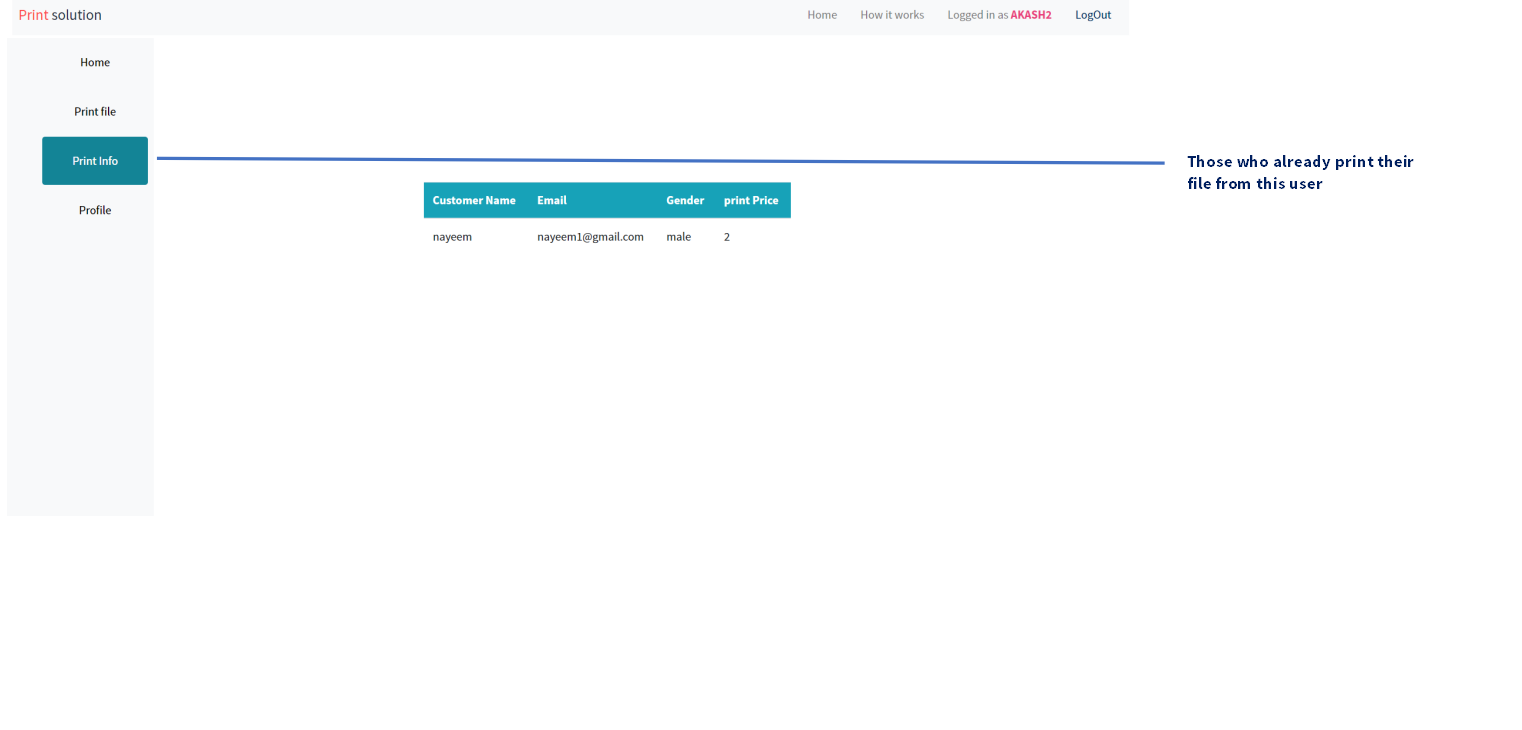 Print solution
Home How it works Logged in as AKASH2 LogOut
Home
Print file
Print Info
Profile
Those who already print their
file from this user
Customer Name Email Gender print Price
nayeem nayeem1@gmail.com male 2